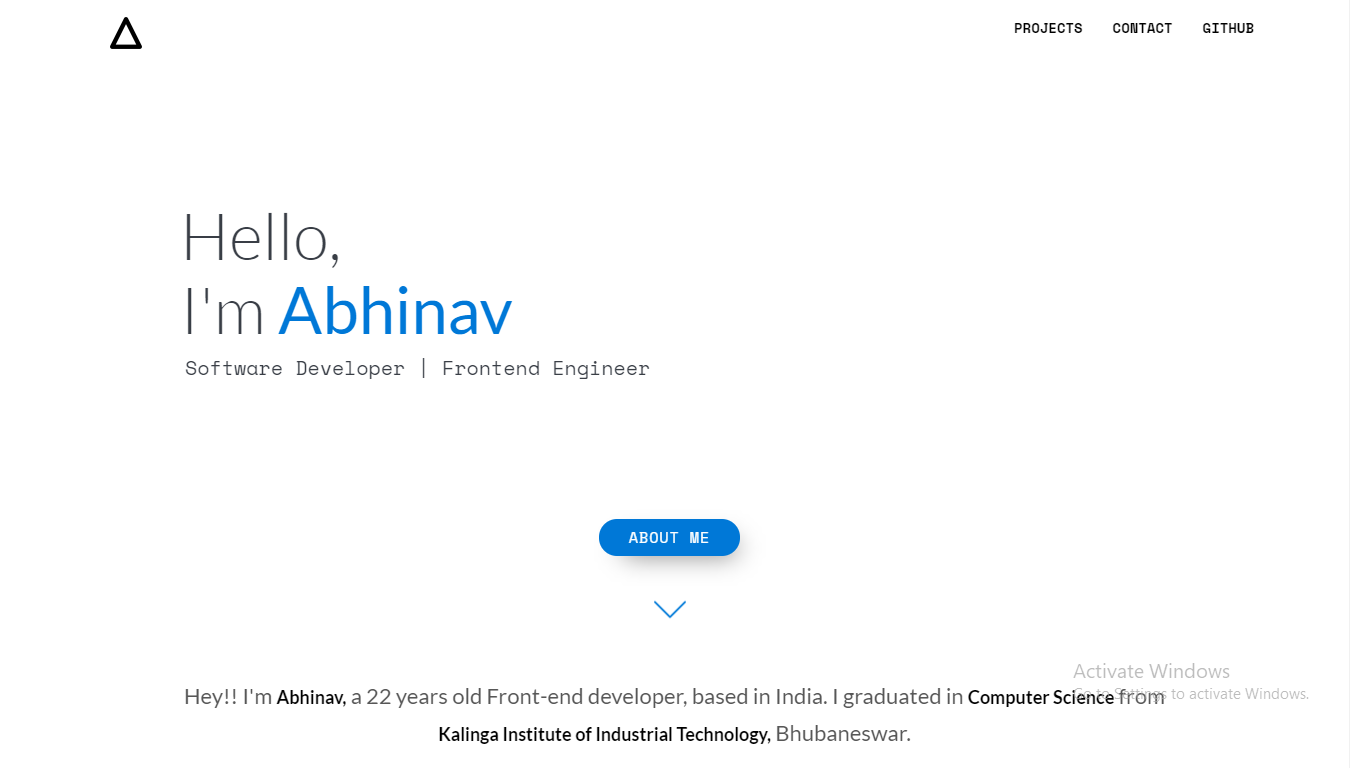 PROJECTS CONTACT GITHUB
Hello,
I'm Abhinav
Software Developer | Frontend Engineer
ABOUT ME
Activate Windows
Go to Settings to activate Windows.
Hey!! I'm Abhinav, a 22 years old Front-end developer, based in India. I graduated in Computer Science from
Kalinga Institute of Industrial Technology, Bhubaneswar.